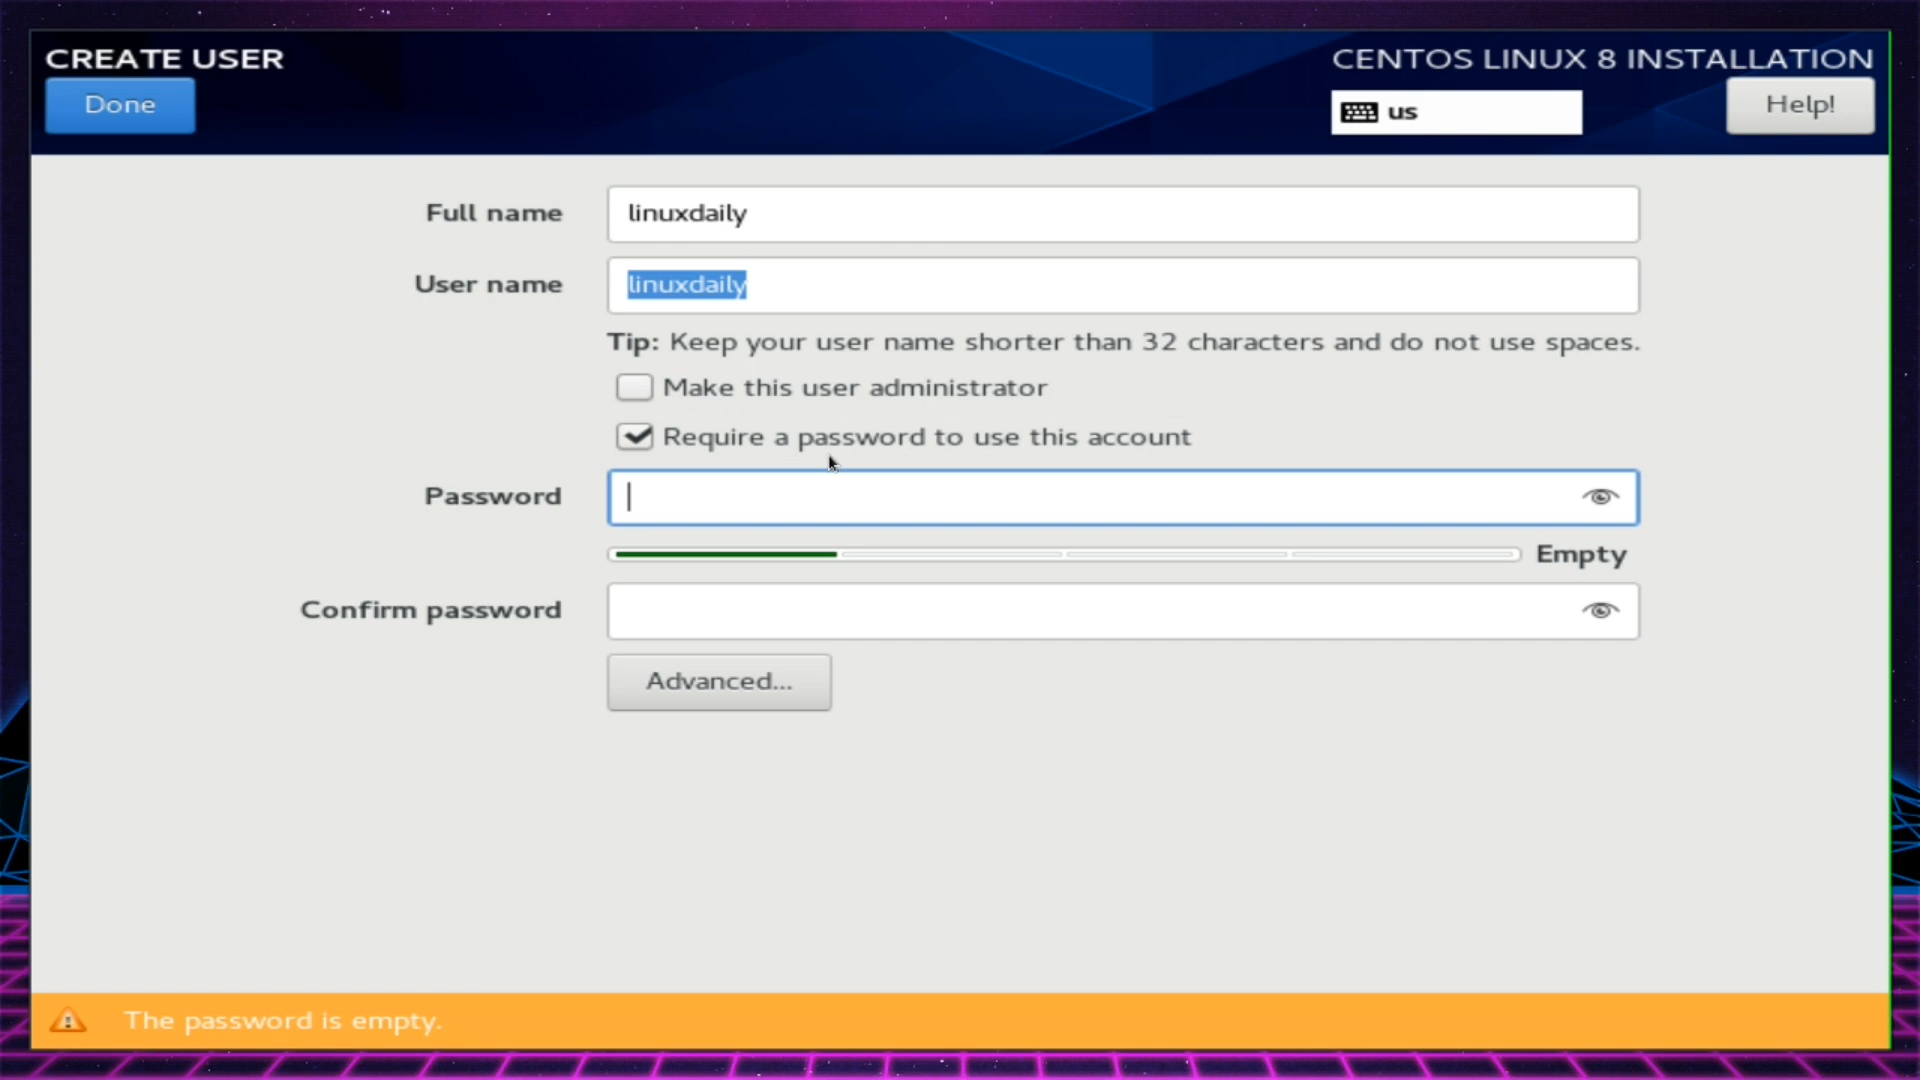 CREATE USER
CENTOS LINUX 8 INSTALLATION
Done
us
Help!
Full name
linuxdaily
User name
linuxdaily
Tip: Keep your user name shorter than 32 characters and do not use spaces.
Make this user administrator
Require a password to use this account
Password
Empty
Confirm password
Advanced...
The password is empty.